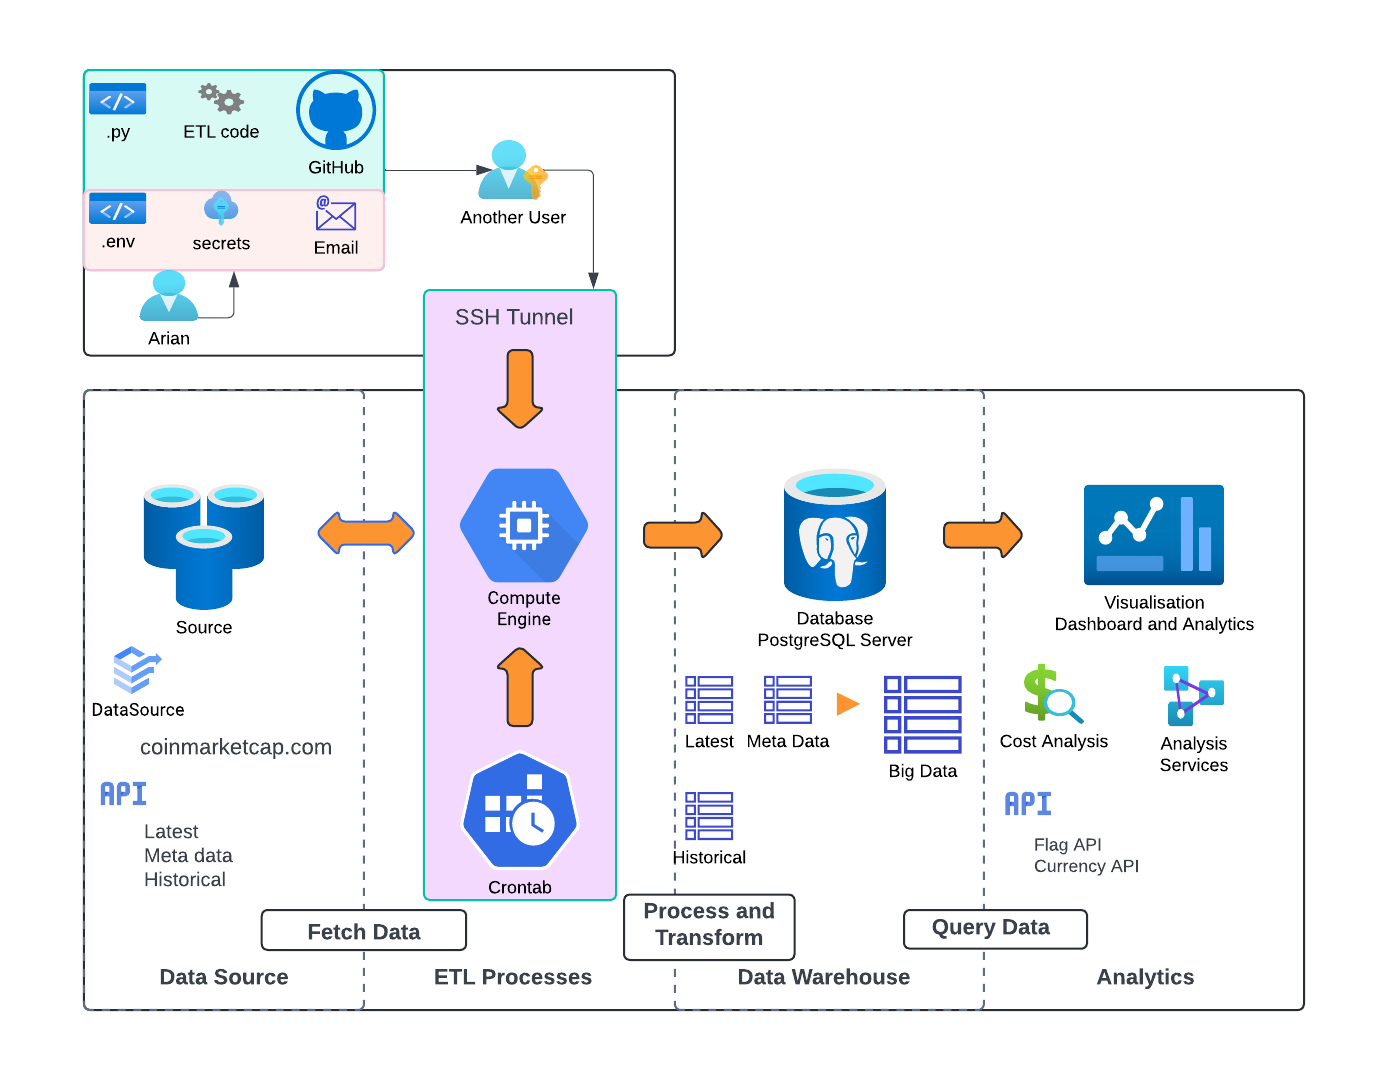 .py
ETL code
GitHub
.env
secrets
Email
Another User
Arian
SSH Tunnel
Source
Compute
Engine
Database
PostgreSQL Server
Visualisation
Dashboard and Analytics
DataSource
coinmarketcap.com
API
Latest
Meta data
Historical
Crontab
Latest
Meta Data
Big Data
Historical
Cost Analysis
Analysis
Services
API
Flag API
Currency API
Fetch Data
Process and
Transform
Query Data
Data Source
ETL Processes
Data Warehouse
Analytics